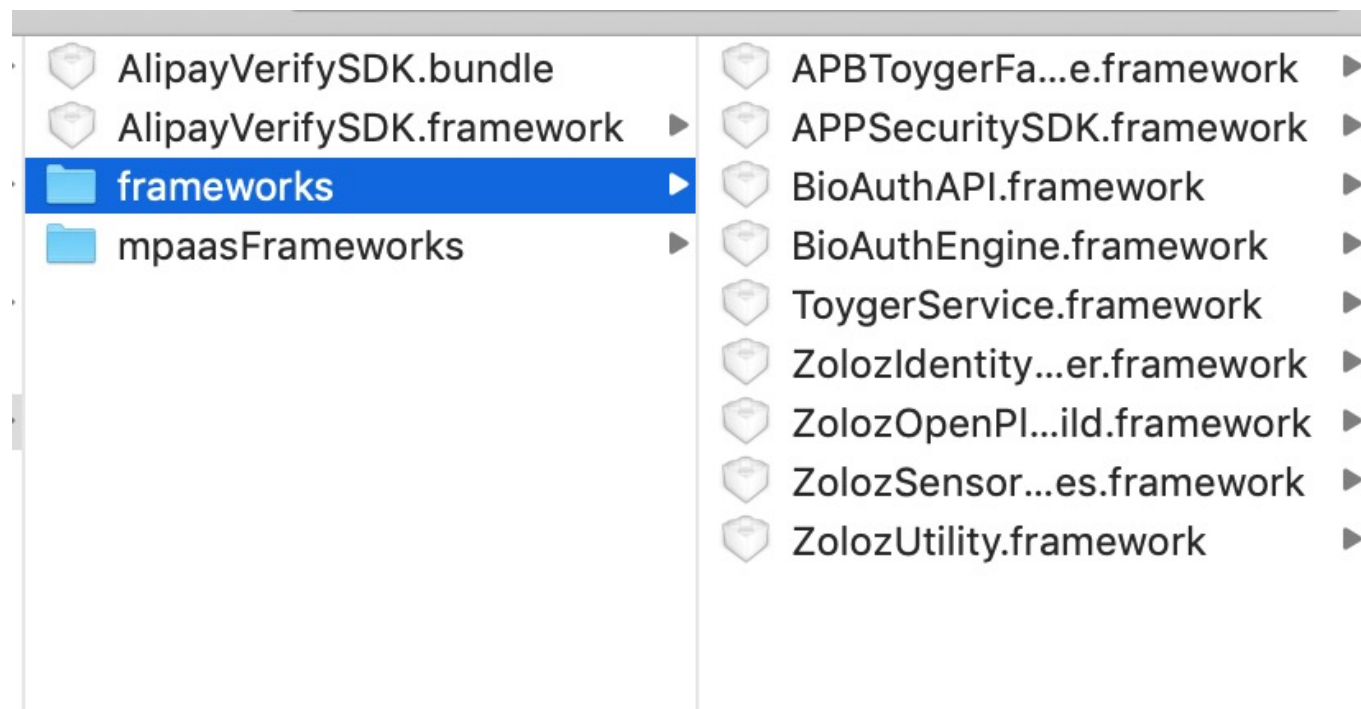 AlipayVerifySDK.bundle
AlipayVerifySDK.framework
frameworks
mpaasFrameworks
APBToygerFa...e.framework
APPSecuritySDK.framework
BioAuthAPI.framework
BioAuthEngine.framework
ToygerService.framework
ZolozIdentity...er.framework
ZolozOpenPl...ild.framework
ZolozSensor...es.framework
ZolozUtility.framework